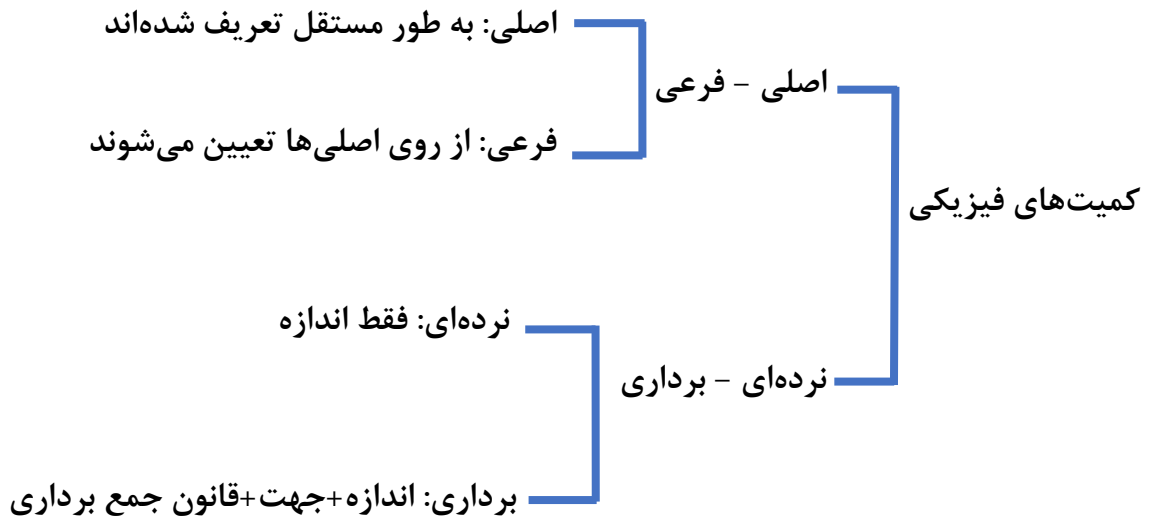 اصلی: به طور مستقل تعریف شده‌اند
اصلی – فرعی
فرعی: از روی اصلی‌ها تعیین می‌شوند
کمیت‌های فیزیکی
نرده‌ای: فقط اندازه
نرده‌ای – برداری
برداری: اندازه+جهت+قانون جمع برداری